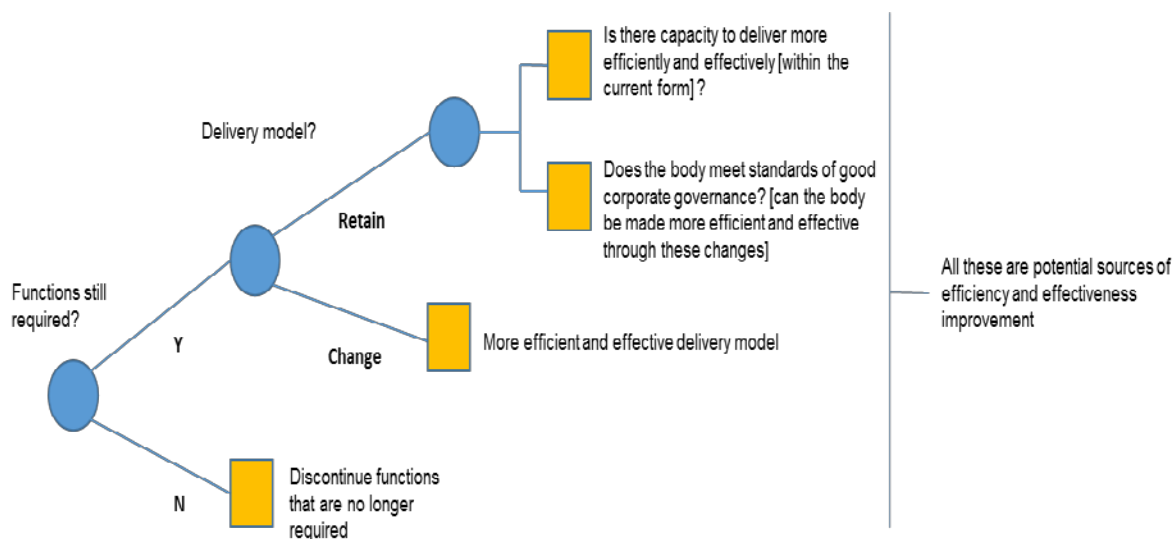 Is there capacity to deliver more
efficiently and effectively [within the
current form] ?
Delivery model?
Does the body meet standards of good
corporate governance? [can the body
be made more efficient and effective
through these changes]
Retain
All these are potential sources of
efficiency and effectiveness
improvement
Functions still
required?
Y
Change
More efficient and effective delivery model
N
Discontinue functions
that are no longer
required